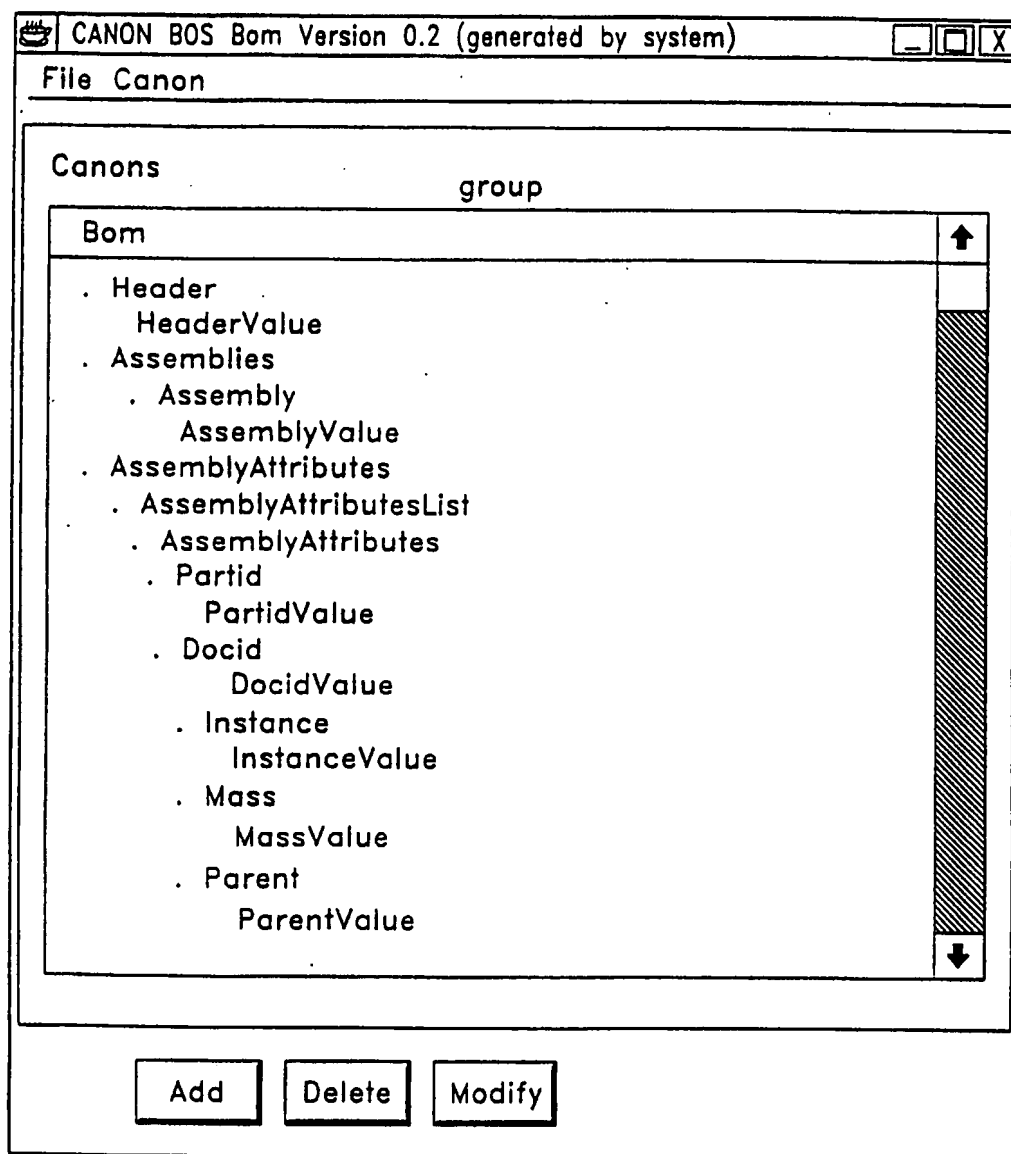 CANON BOS Bom Version 0.2 (generated by system) _ X
File Canon
Canons
group
Bom
. Header
HeaderValue
. Assemblies
. Assembly
AssemblyValue
. AssemblyAttributes
. AssemblyAttributesList
. AssemblyAttributes
. Partid
PartidValue
. Docid
DocidValue
. Instance
InstanceValue
. Mass
MassValue
. Parent
ParentValue
Add Delete Modify